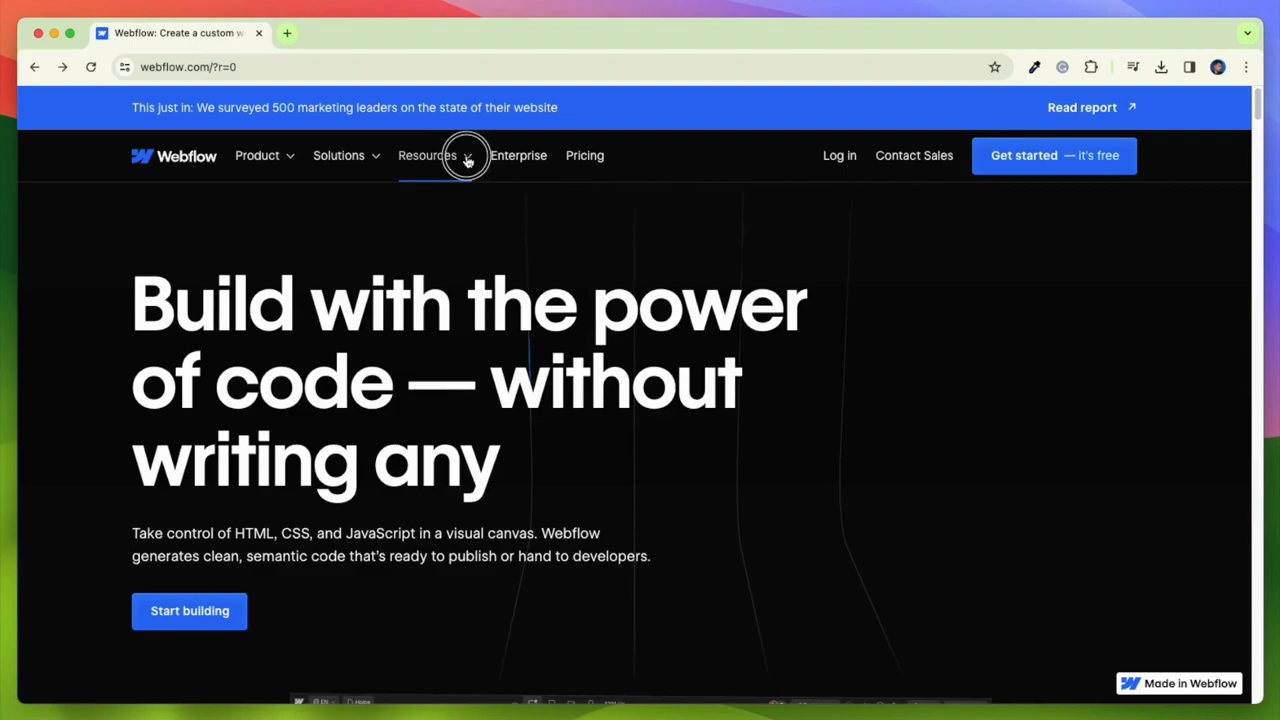 Webflow: Create a custom w
webflow.com/?r=0
This just in: We surveyed 500 marketing leaders on the state of their website
Read report
Webflow
Product
Solutions
Resources
Enterprise
Pricing
Log in
Contact Sales
Get started — it's free
Build with the power
of code — without
writing any
Take control of HTML, CSS, and JavaScript in a visual canvas. Webflow
generates clean, semantic code that's ready to publish or hand to developers.
Start building
Made in Webflow
Home